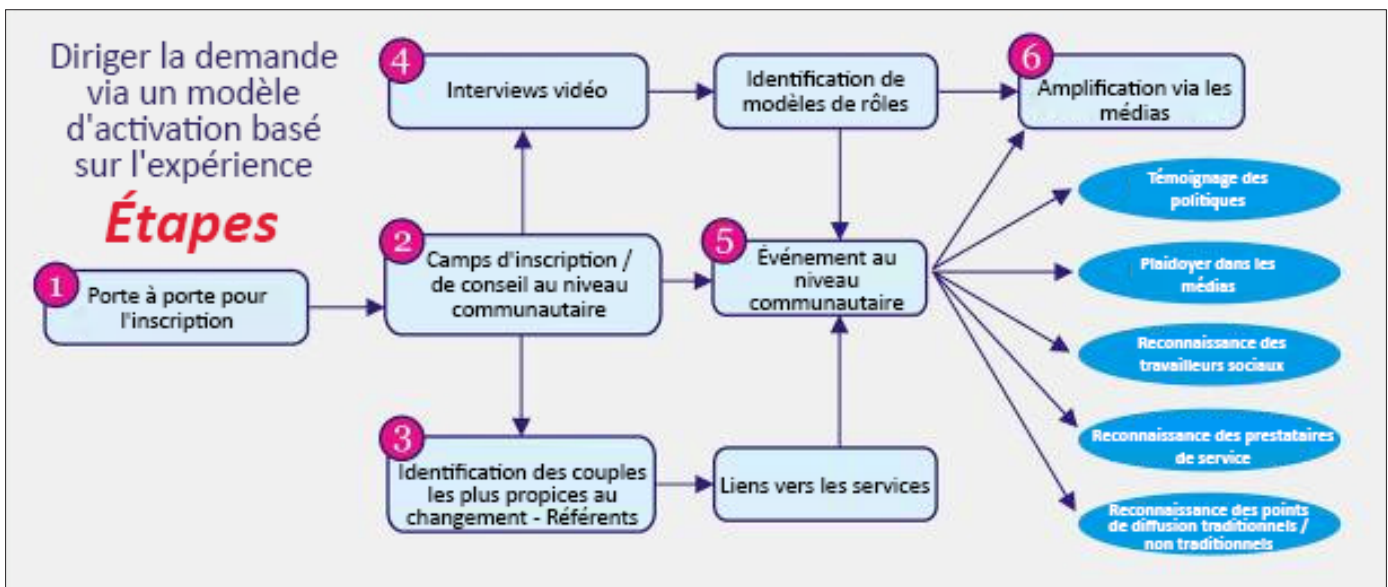 Diriger la demande
via un modèle
d'activation basé
sur l'expérience
Étapes
1
Porte à porte pour
l'inscription
2
Camps d'inscription /
de conseil au niveau
communautaire
3
Identification des couples
les plus propices au
changement - Référents
4
Interviews vidéo
Identification de
modèles de rôles
Liens vers les services
5
Événement au
niveau
communautaire
6
Amplification via les
médias
Témoignage des
politiques
Plaidoyer dans les
médias
Reconnaissance des
travailleurs sociaux
Reconnaissance des prestataires
de service
Reconnaissance des points
de diffusion traditionnels /
non traditionnels